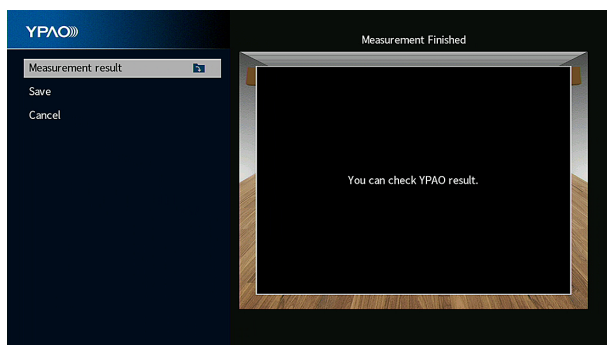 YPAO
Measurement Finished
Measurement result
Save
Cancel
You can check YPAO result.